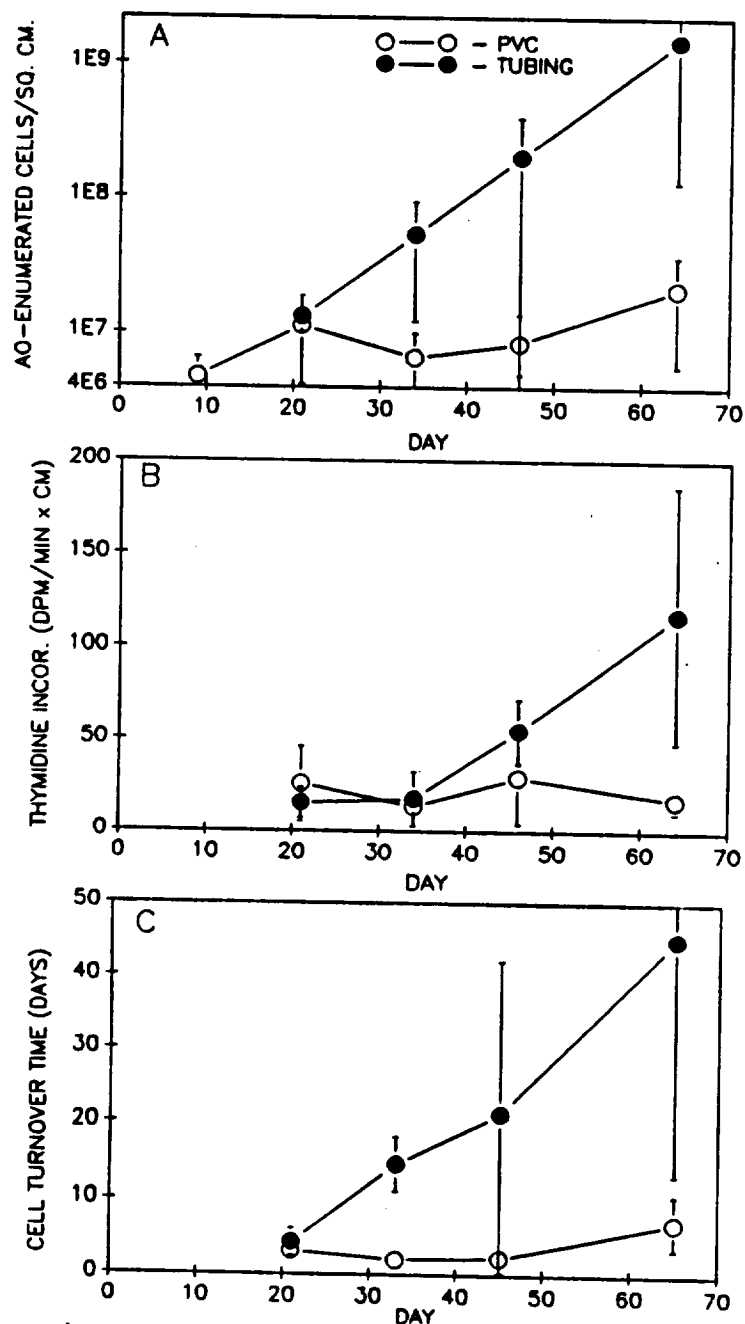 A
○—○ - PVC
●—● - TUBING
AO-ENUMERATED CELLS/SQ. CM.
1E9
1E8
1E7
4E6
0 10 20 30 40 50 60 70
DAY
B
THYMIDINE INCOR. (DPM/MIN x CM)
200
150
100
50
0
0 10 20 30 40 50 60 70
DAY
C
CELL TURNOVER TIME (DAYS)
50
40
30
20
10
0
0 10 20 30 40 50 60 70
DAY